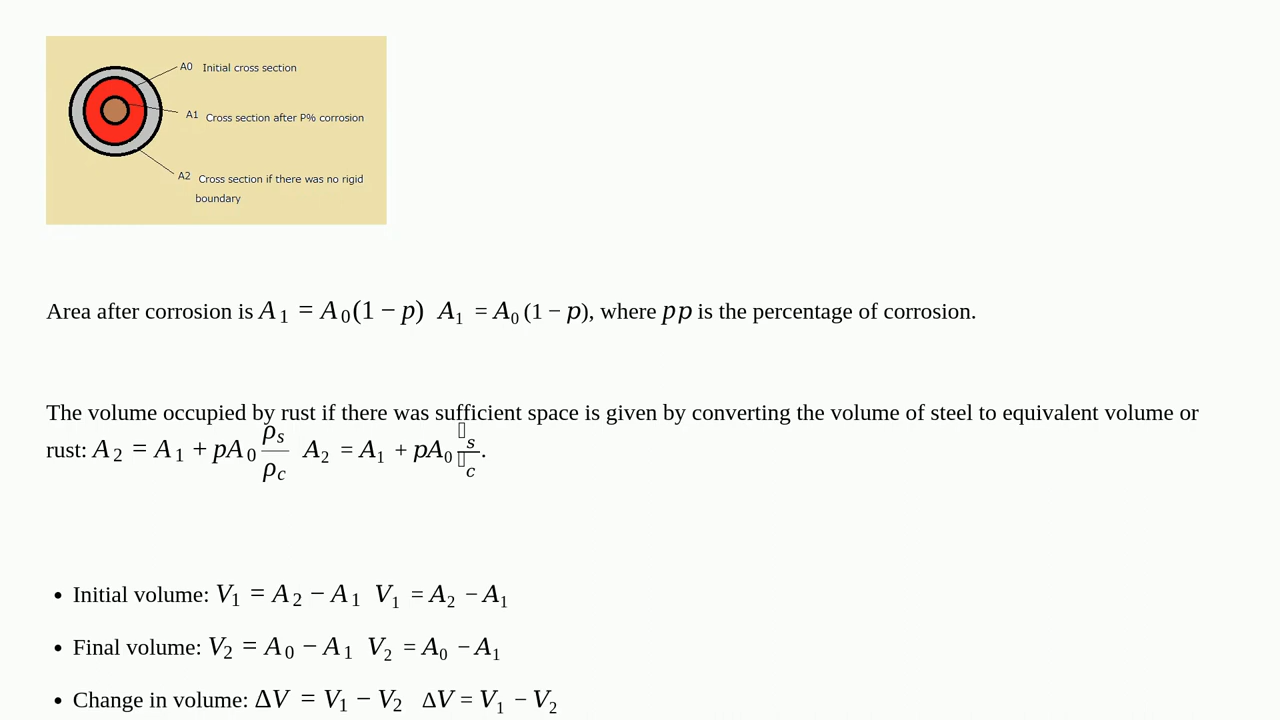 A0 Initial cross section
A1 Cross section after P% corrosion
A2 Cross section if there was no rigid
boundary
Area after corrosion is A₁ = A₀(1 − p) A₁ = A₀ (1 − p), where pp is the percentage of corrosion.
The volume occupied by rust if there was sufficient space is given by converting the volume of steel to equivalent volume or
rust: A₂ = A₁ + pA₀ ρₛ/ρ_c A₂ = A₁ + pA₀ □ₛ/□_c.
• Initial volume: V₁ = A₂ − A₁ V₁ = A₂ − A₁
• Final volume: V₂ = A₀ − A₁ V₂ = A₀ − A₁
• Change in volume: ΔV = V₁ − V₂ ΔV = V₁ − V₂